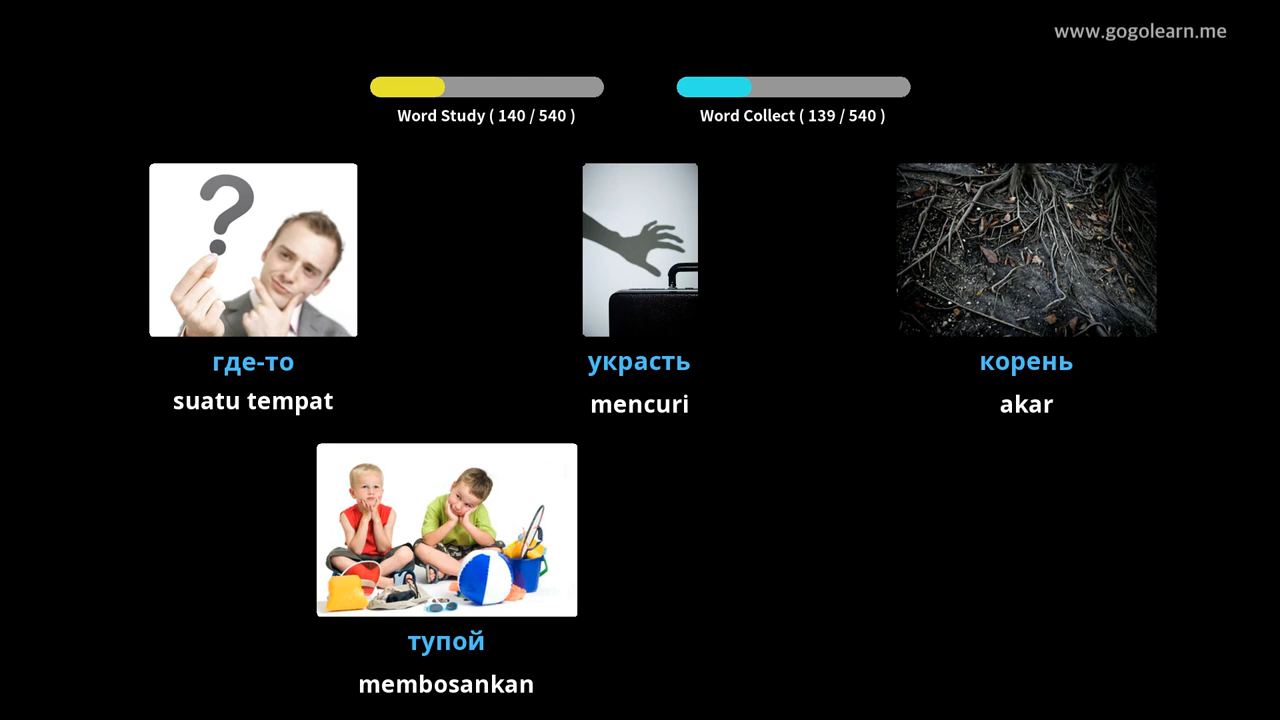 www.gogolearn.me
Word Study ( 140 / 540 )
Word Collect ( 139 / 540 )
?
где-то
suatu tempat
украсть
mencuri
корень
akar
тупой
membosankan